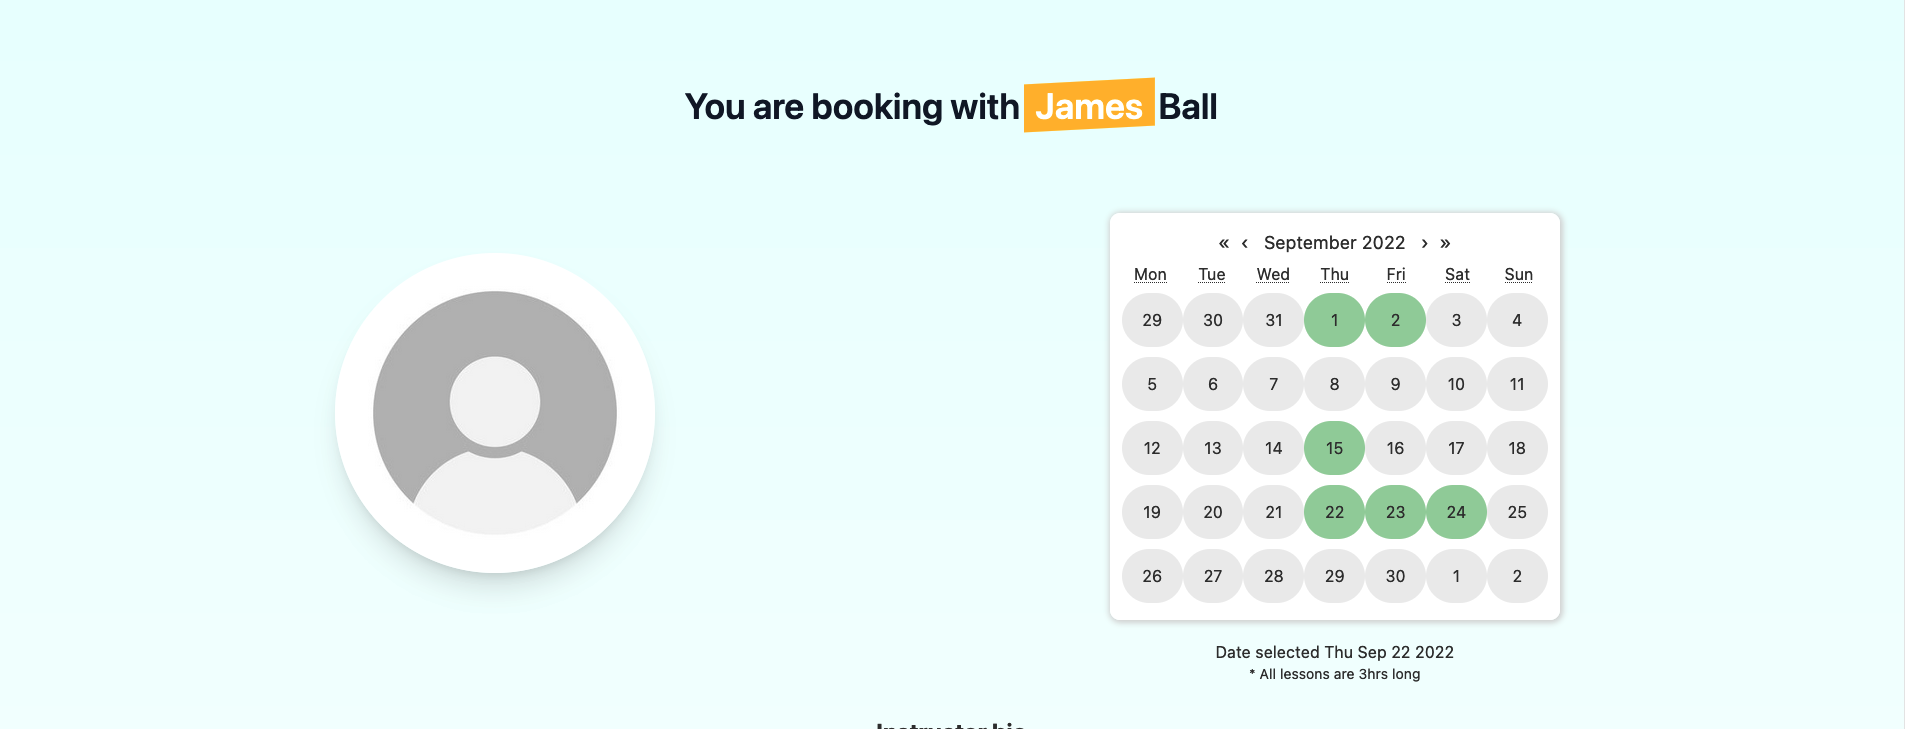 You are booking with James Ball
« ‹ September 2022 › »
Mon Tue Wed Thu Fri Sat Sun
29 30 31 1 2 3 4
5 6 7 8 9 10 11
12 13 14 15 16 17 18
19 20 21 22 23 24 25
26 27 28 29 30 1 2
Date selected Thu Sep 22 2022
* All lessons are 3hrs long
Instructor bio